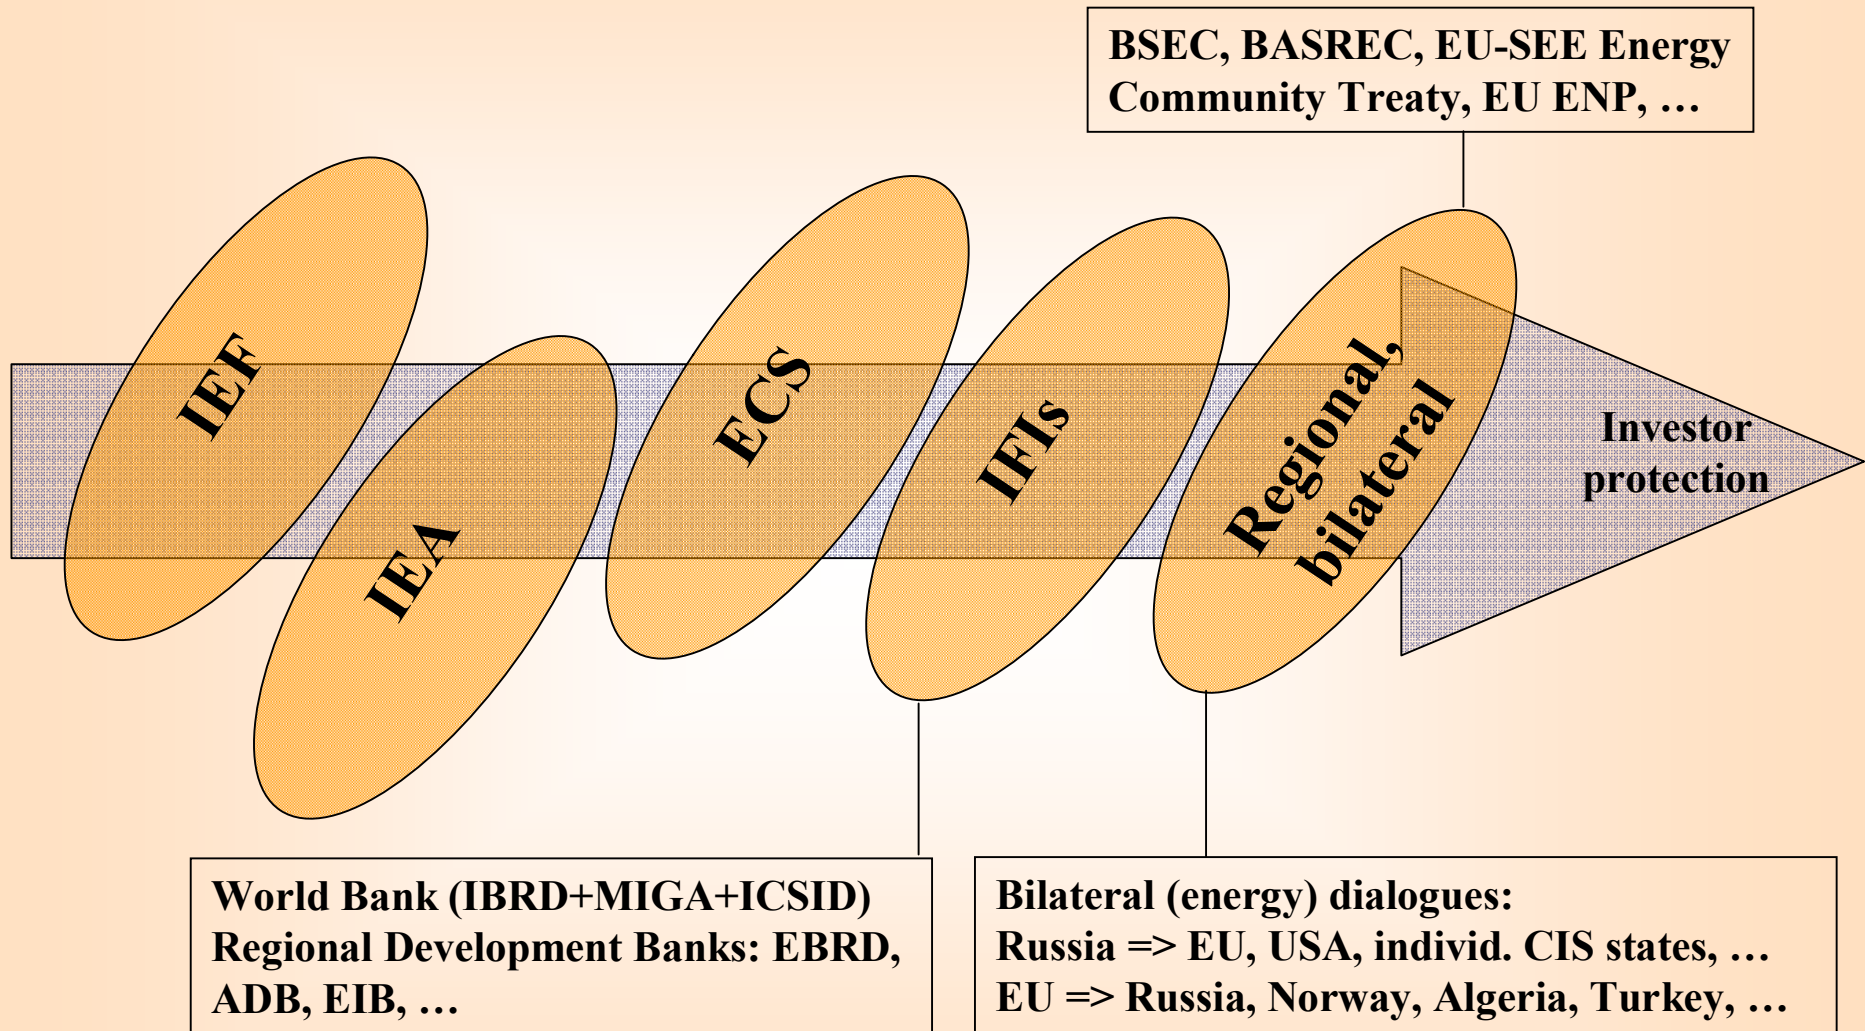 BSEC, BASREC, EU-SEE Energy
Community Treaty, EU ENP, …
IEF
IEA
ECS
IFIs
Regional,
bilateral
Investor
protection
World Bank (IBRD+MIGA+ICSID)
Regional Development Banks: EBRD,
ADB, EIB, …
Bilateral (energy) dialogues:
Russia => EU, USA, individ. CIS states, …
EU => Russia, Norway, Algeria, Turkey, …